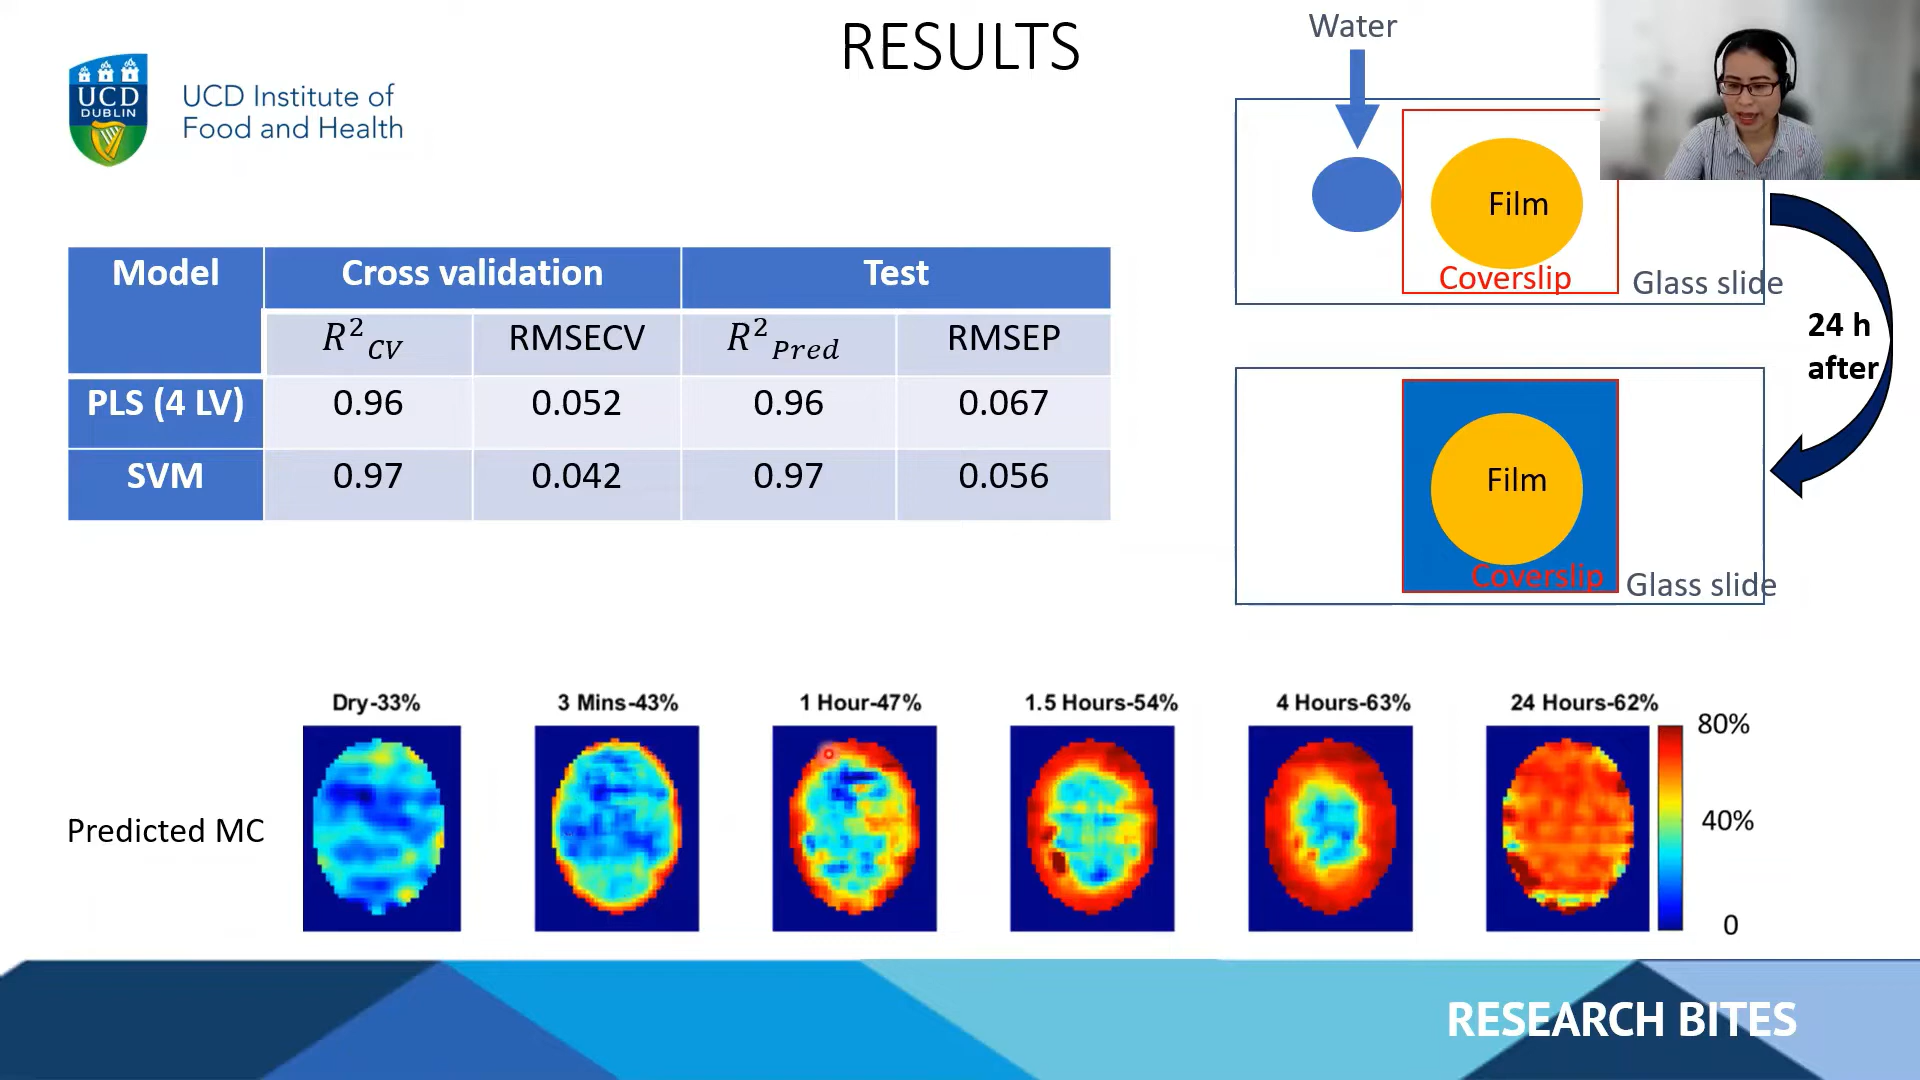 RESULTS
UCD
DUBLIN
UCD Institute of
Food and Health
Model
Cross validation
Test
R²CV
RMSECV
R²Pred
RMSEP
PLS (4 LV)
0.96
0.052
0.96
0.067
SVM
0.97
0.042
0.97
0.056
Water
Film
Coverslip
Glass slide
24 h
after
Film
Coverslip
Glass slide
Dry-33%
3 Mins-43%
1 Hour-47%
1.5 Hours-54%
4 Hours-63%
24 Hours-62%
80%
40%
0
Predicted MC
RESEARCH BITES